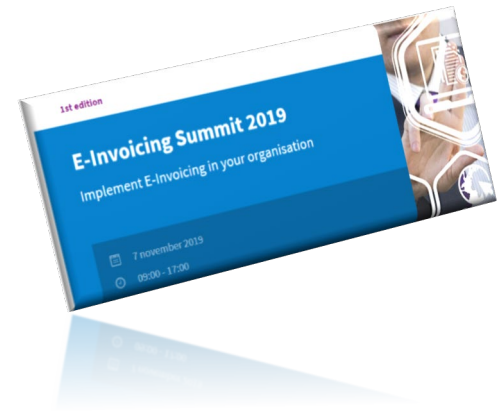 1st edition
E-Invoicing Summit 2019
Implement E-Invoicing in your organisation
7 november 2019
09:00 - 17:00